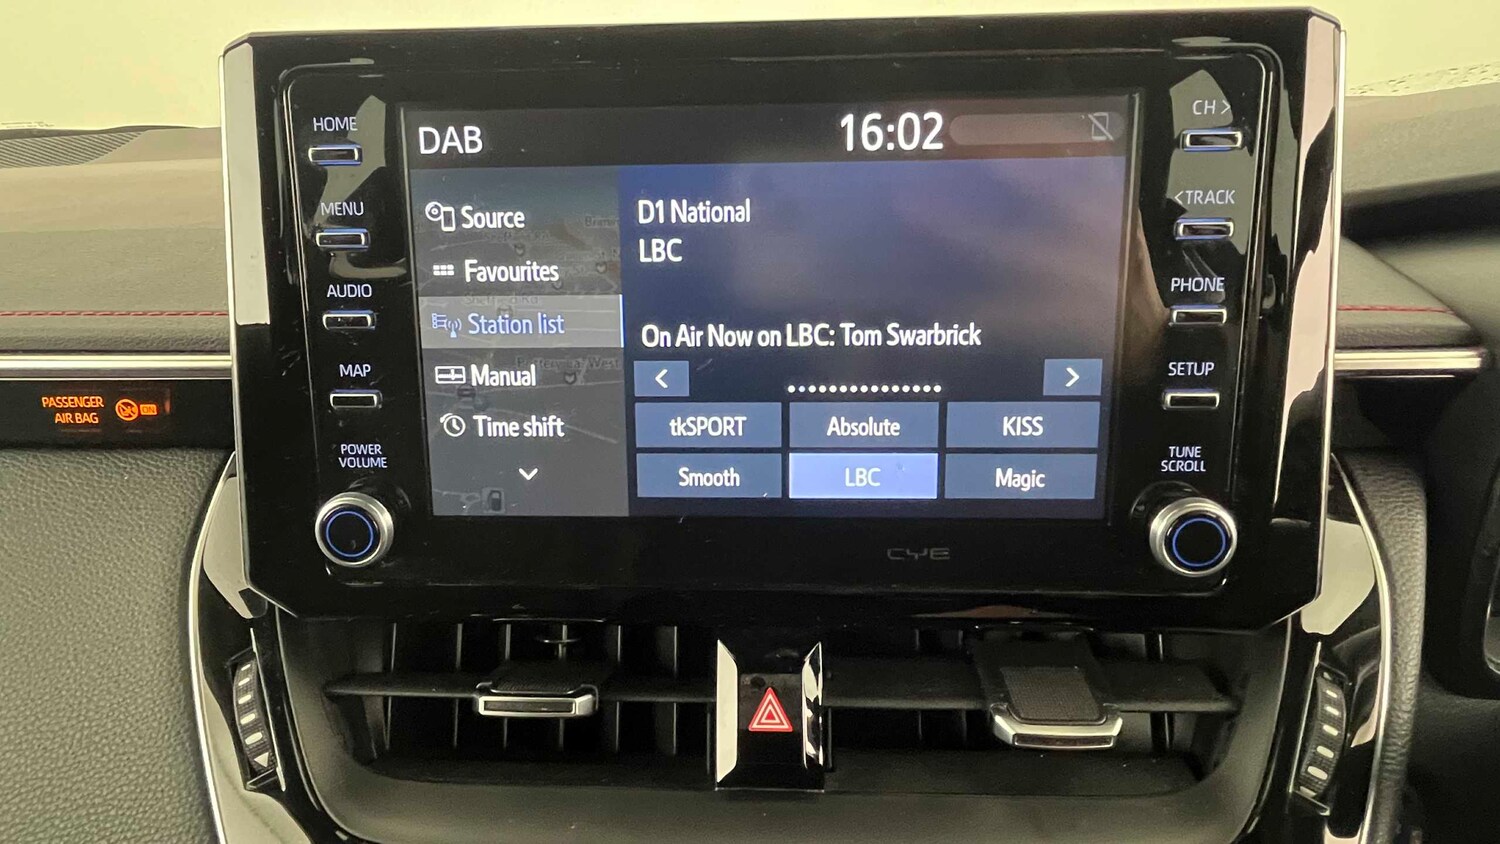 HOME
MENU
AUDIO
MAP
POWER
VOLUME
PASSENGER
AIR BAG
ON
DAB
16:02
Source
Favourites
Station list
Manual
Time shift
D1 National
LBC
On Air Now on LBC: Tom Swarbrick
<
>
tkSPORT
Absolute
KISS
Smooth
LBC
Magic
CH >
<TRACK
PHONE
SETUP
TUNE
SCROLL
CYE